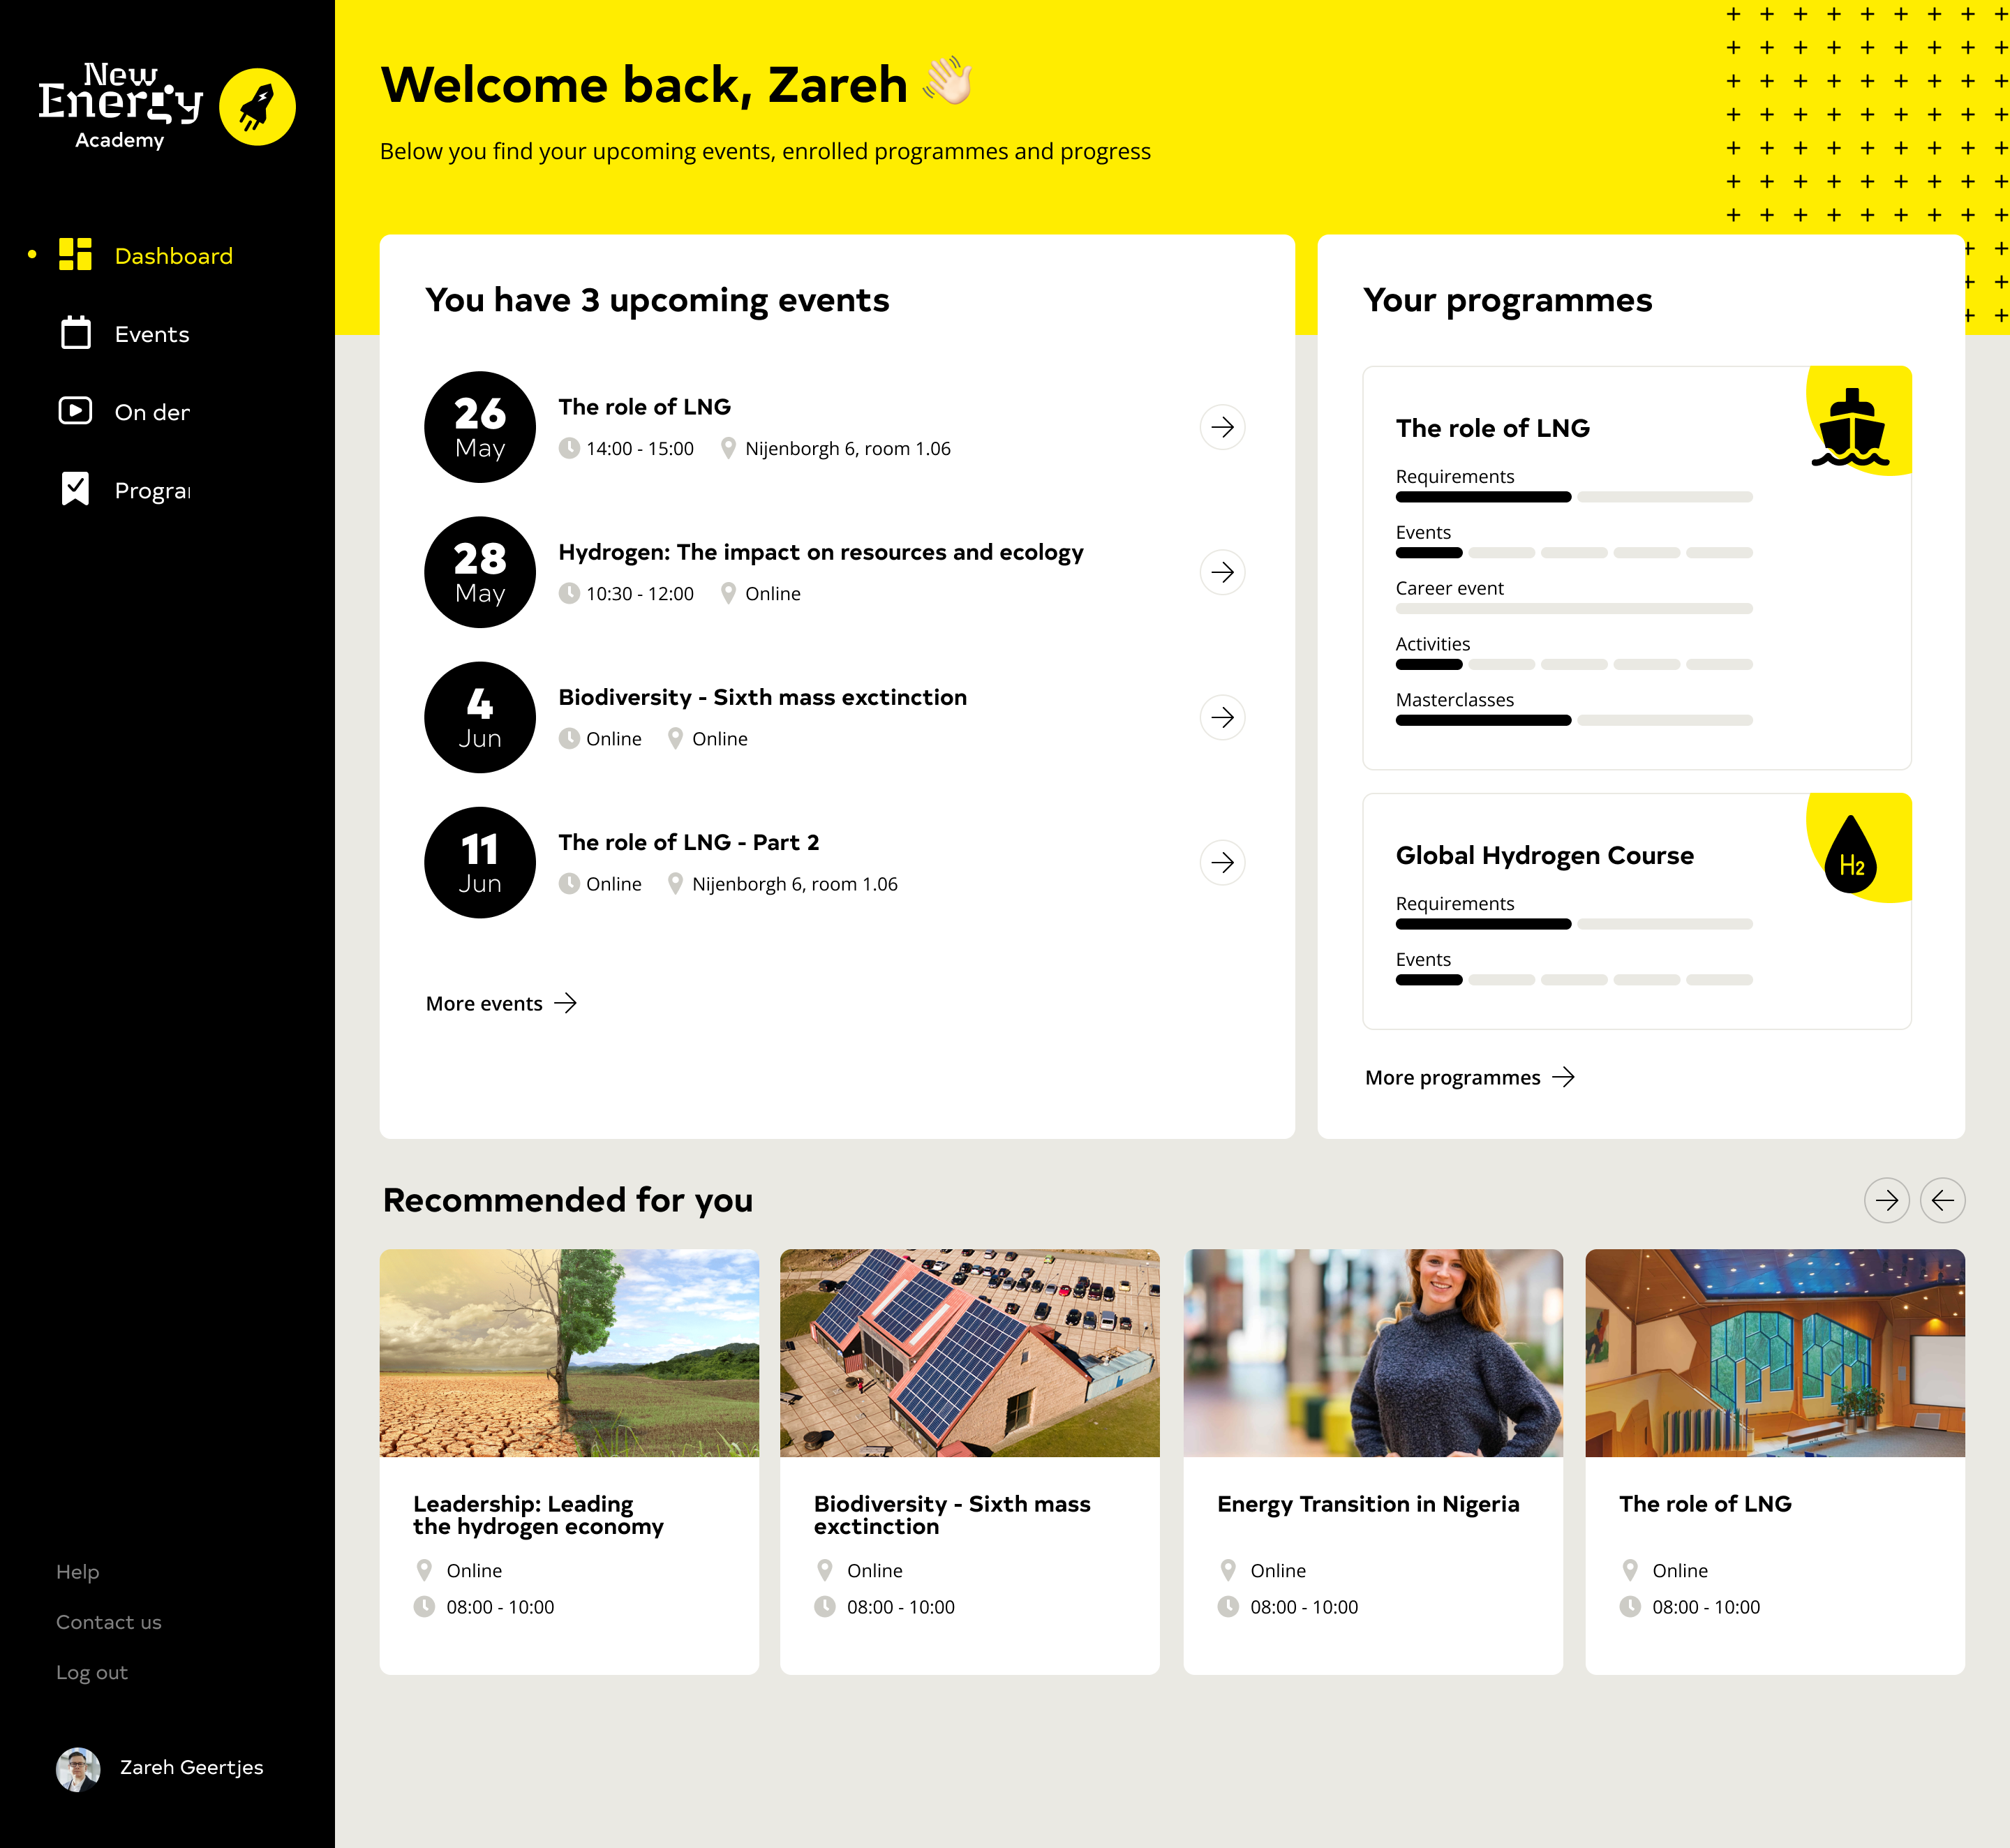 New
Energy
Academy
Dashboard
Events
On der
Progra
Help
Contact us
Log out
Zareh Geertjes
Welcome back, Zareh 👋🏻
Below you find your upcoming events, enrolled programmes and progress
You have 3 upcoming events
26
May
The role of LNG
14:00 - 15:00 Nijenborgh 6, room 1.06
28
May
Hydrogen: The impact on resources and ecology
10:30 - 12:00 Online
4
Jun
Biodiversity - Sixth mass exctinction
Online Online
11
Jun
The role of LNG - Part 2
Online Nijenborgh 6, room 1.06
More events
Your programmes
The role of LNG
Requirements
Events
Career event
Activities
Masterclasses
Global Hydrogen Course
H2
Requirements
Events
More programmes
Recommended for you
Leadership: Leading
the hydrogen economy
Online
08:00 - 10:00
Biodiversity - Sixth mass
exctinction
Online
08:00 - 10:00
Energy Transition in Nigeria
Online
08:00 - 10:00
The role of LNG
Online
08:00 - 10:00